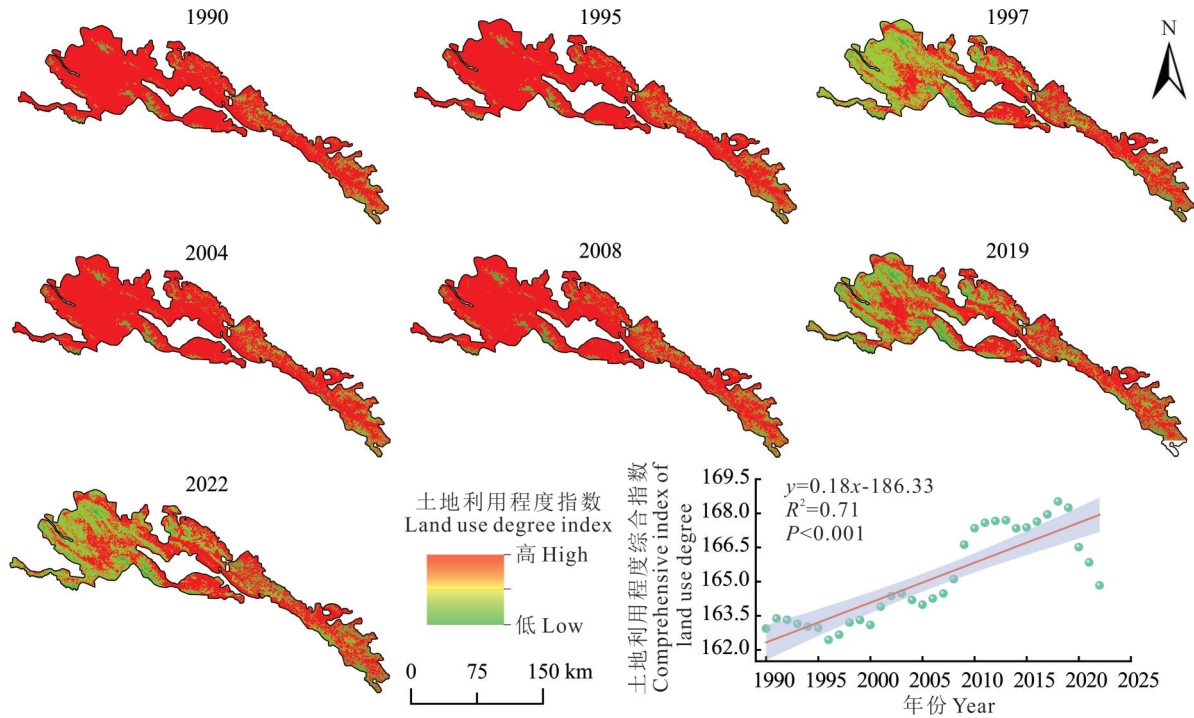 1990
1995
1997
N
2004
2008
2019
2022
土地利用程度指数
Land use degree index
高 High
低 Low
0 75 150 km
土地利用程度综合指数
Comprehensive index of
land use degree
169.5
168.0
166.5
165.0
163.5
162.0
y=0.18x-186.33
R²=0.71
P<0.001
1990 1995 2000 2005 2010 2015 2020 2025
年份 Year